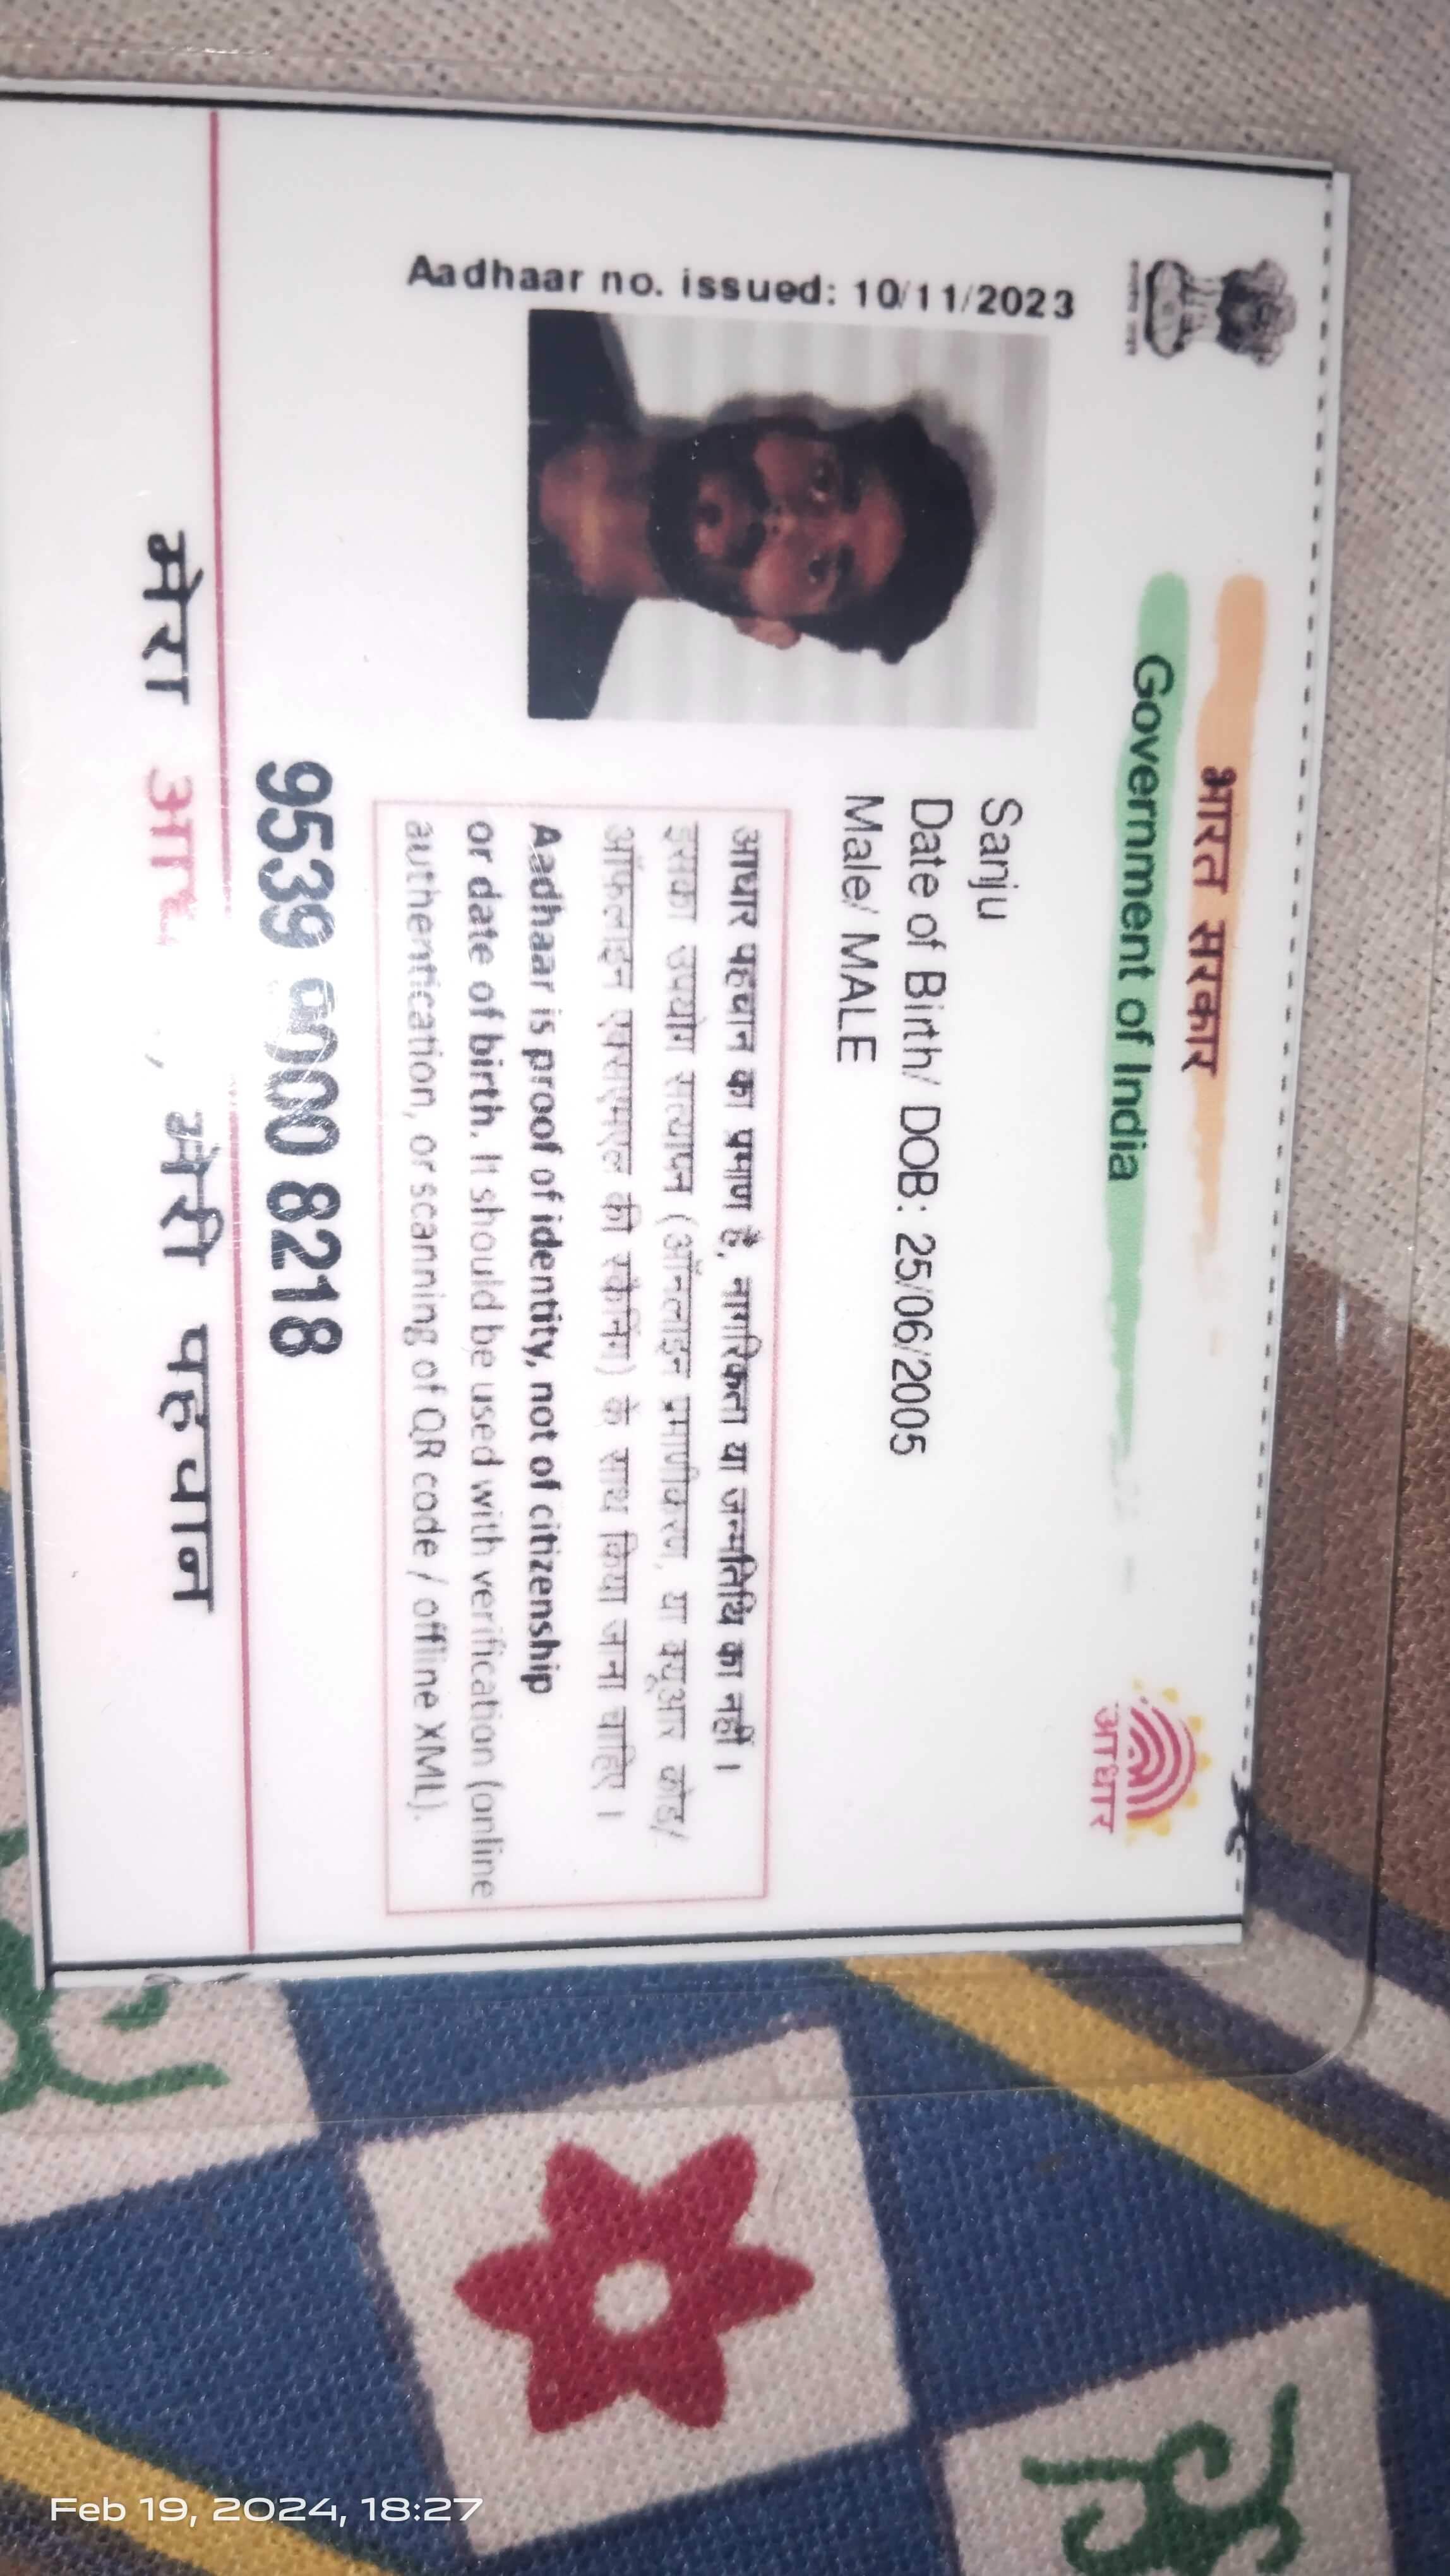 भारत सरकार
Government of India
आधार
Aadhaar no. issued: 10/11/2023
Sanju
Date of Birth/ DOB: 25/06/2005
Male/ MALE
आधार पहचान का प्रमाण है, नागरिकता या जन्मतिथि का नहीं ।
इसका उपयोग सत्यापन (ऑनलाइन प्रमाणीकरण, या क्यूआर कोड/
ऑफलाइन एक्सएमएल की स्कैनिंग) के साथ किया जाना चाहिए ।
Aadhaar is proof of identity, not of citizenship
or date of birth. It should be used with verification (online
authentication, or scanning of QR code / offline XML).
9539 8218
मेरा , मेरी पहचान
Feb 19, 2024, 18:27